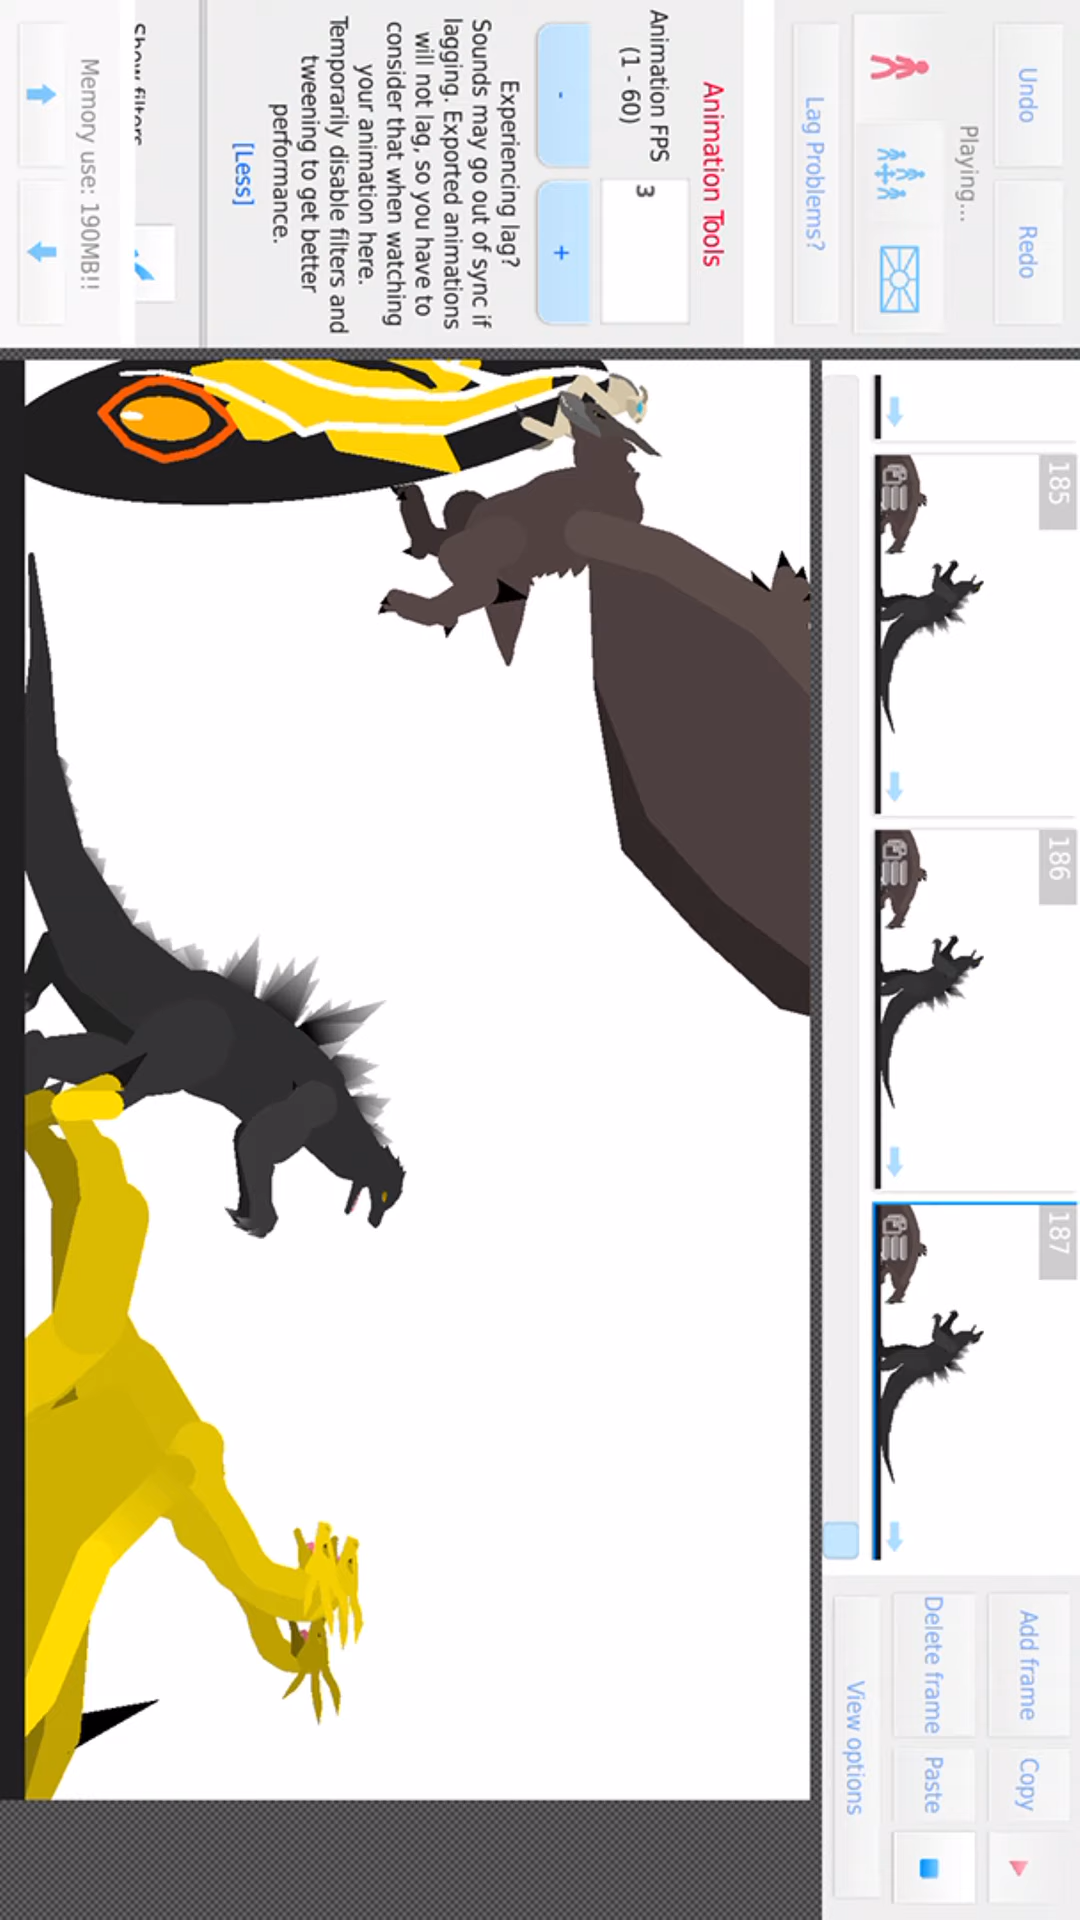 Undo
Redo
Playing...
Lag Problems?
Animation Tools
Animation FPS
(1 - 60)
3
-
+
Experiencing lag?
Sounds may go out of sync if
lagging. Exported animations
will not lag, so you have to
consider that when watching
your animation here.
Temporarily disable filters and
tweening to get better
performance.
[Less]
Show filters
Memory use: 190MB!!
185
186
187
Add frame
Copy
Delete frame
Paste
View options